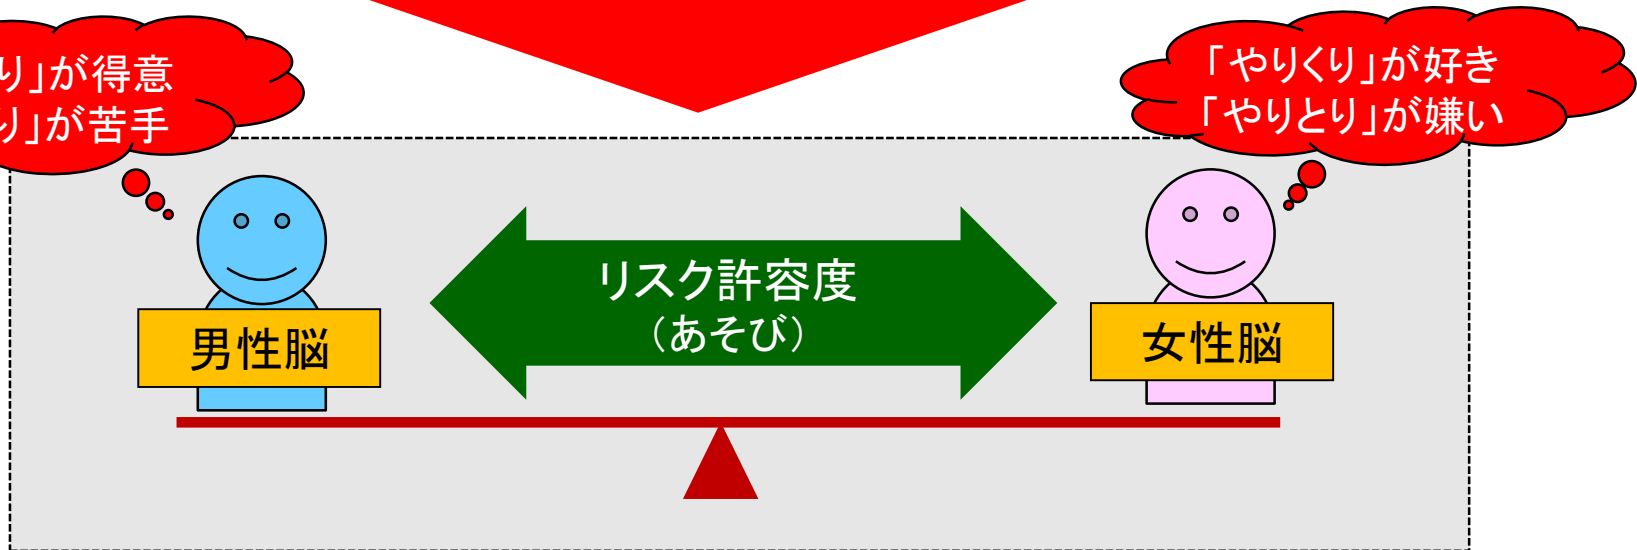 り」が得意
り」が苦手
「やりくり」が好き
「やりとり」が嫌い
リスク許容度
（あそび）
男性脳
女性脳